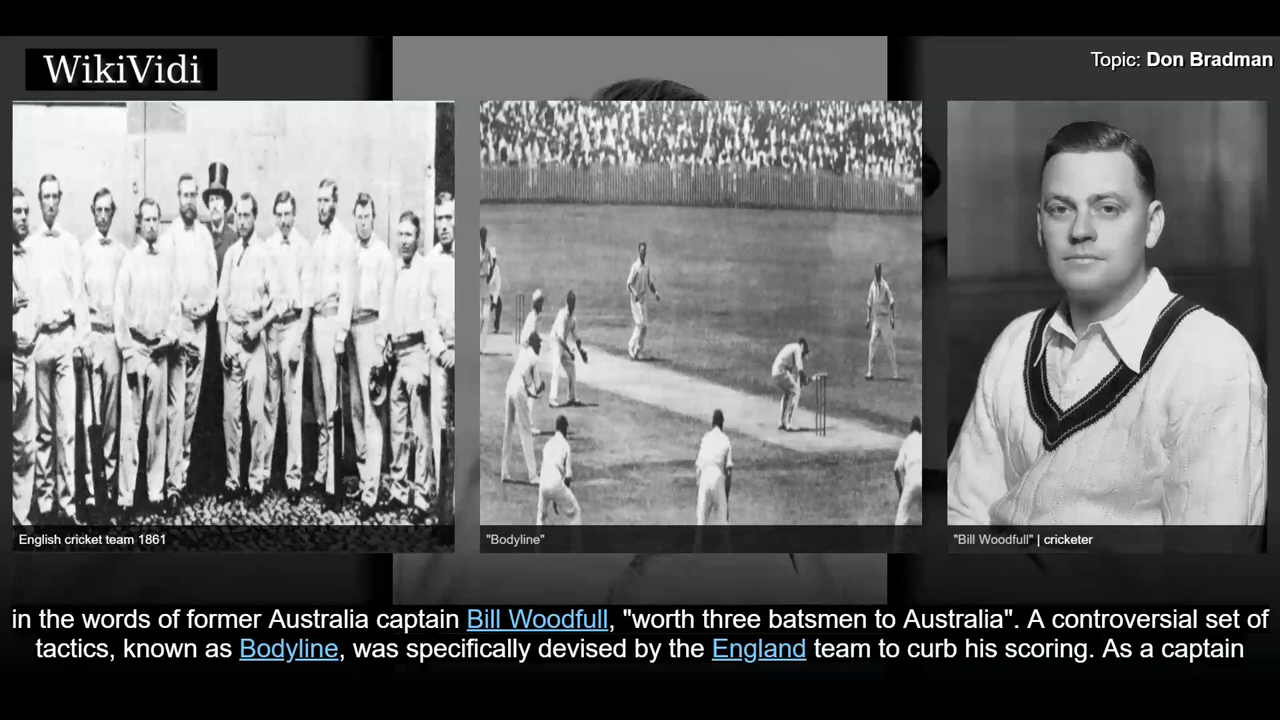 WikiVidi
Topic: Don Bradman
English cricket team 1861
"Bodyline"
"Bill Woodfull" | cricketer
in the words of former Australia captain Bill Woodfull, "worth three batsmen to Australia". A controversial set of
tactics, known as Bodyline, was specifically devised by the England team to curb his scoring. As a captain